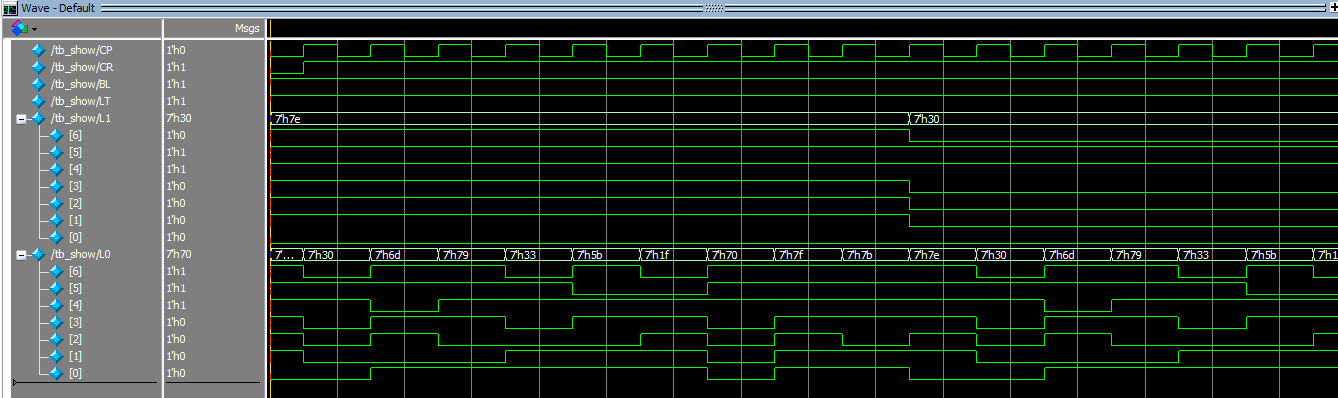 Wave - Default
Msgs
/tb_show/CP 1'h0
/tb_show/CR 1'h1
/tb_show/BL 1'h1
/tb_show/LT 1'h1
/tb_show/L1 7'h30 7'h7e 7'h30
[6] 1'h0
[5] 1'h1
[4] 1'h1
[3] 1'h0
[2] 1'h0
[1] 1'h0
[0] 1'h0
/tb_show/L0 7'h70 7'... 7'h30 7'h6d 7'h79 7'h33 7'h5b 7'h1f 7'h70 7'h7f 7'h7b 7'h7e 7'h30 7'h6d 7'h79 7'h33 7'h5b 7'h1
[6] 1'h1
[5] 1'h1
[4] 1'h1
[3] 1'h0
[2] 1'h0
[1] 1'h0
[0] 1'h0